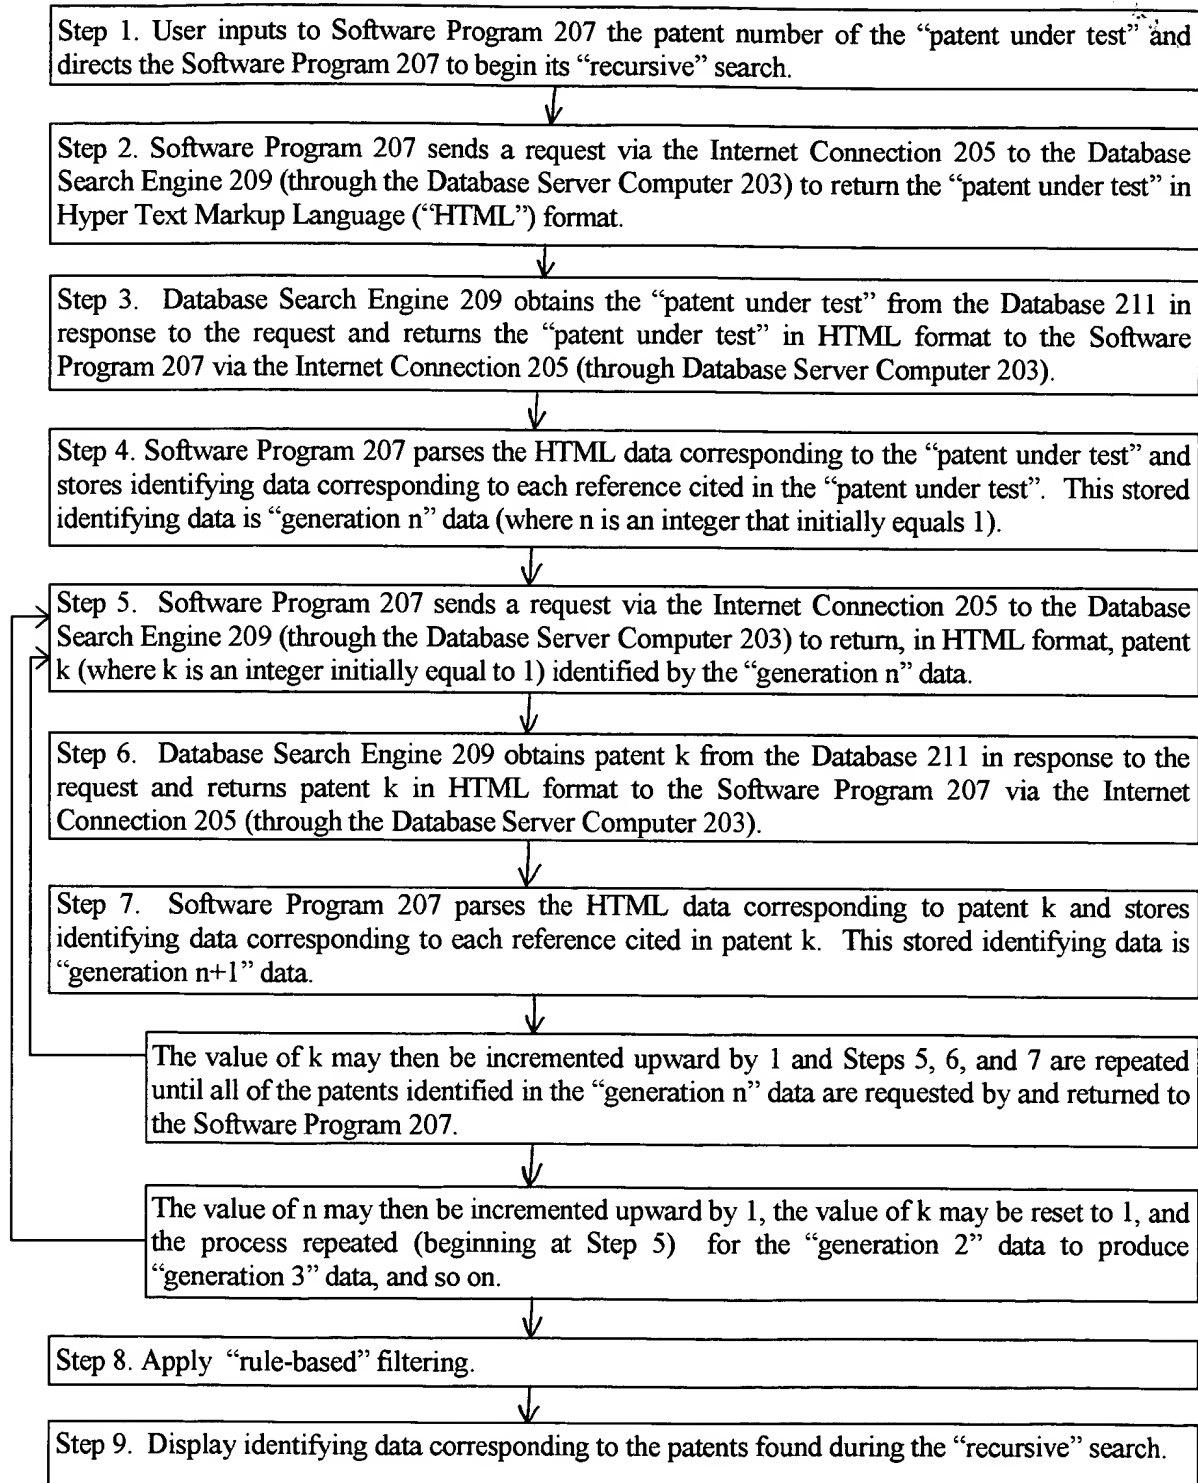 Step 1. User inputs to Software Program 207 the patent number of the “patent under test” and
directs the Software Program 207 to begin its “recursive” search.
Step 2. Software Program 207 sends a request via the Internet Connection 205 to the Database
Search Engine 209 (through the Database Server Computer 203) to return the “patent under test” in
Hyper Text Markup Language (“HTML”) format.
Step 3. Database Search Engine 209 obtains the “patent under test” from the Database 211 in
response to the request and returns the “patent under test” in HTML format to the Software
Program 207 via the Internet Connection 205 (through Database Server Computer 203).
Step 4. Software Program 207 parses the HTML data corresponding to the “patent under test” and
stores identifying data corresponding to each reference cited in the “patent under test”. This stored
identifying data is “generation n” data (where n is an integer that initially equals 1).
Step 5. Software Program 207 sends a request via the Internet Connection 205 to the Database
Search Engine 209 (through the Database Server Computer 203) to return, in HTML format, patent
k (where k is an integer initially equal to 1) identified by the “generation n” data.
Step 6. Database Search Engine 209 obtains patent k from the Database 211 in response to the
request and returns patent k in HTML format to the Software Program 207 via the Internet
Connection 205 (through the Database Server Computer 203).
Step 7. Software Program 207 parses the HTML data corresponding to patent k and stores
identifying data corresponding to each reference cited in patent k. This stored identifying data is
“generation n+1” data.
The value of k may then be incremented upward by 1 and Steps 5, 6, and 7 are repeated
until all of the patents identified in the “generation n” data are requested by and returned to
the Software Program 207.
The value of n may then be incremented upward by 1, the value of k may be reset to 1, and
the process repeated (beginning at Step 5) for the “generation 2” data to produce
“generation 3” data, and so on.
Step 8. Apply “rule-based” filtering.
Step 9. Display identifying data corresponding to the patents found during the “recursive” search.